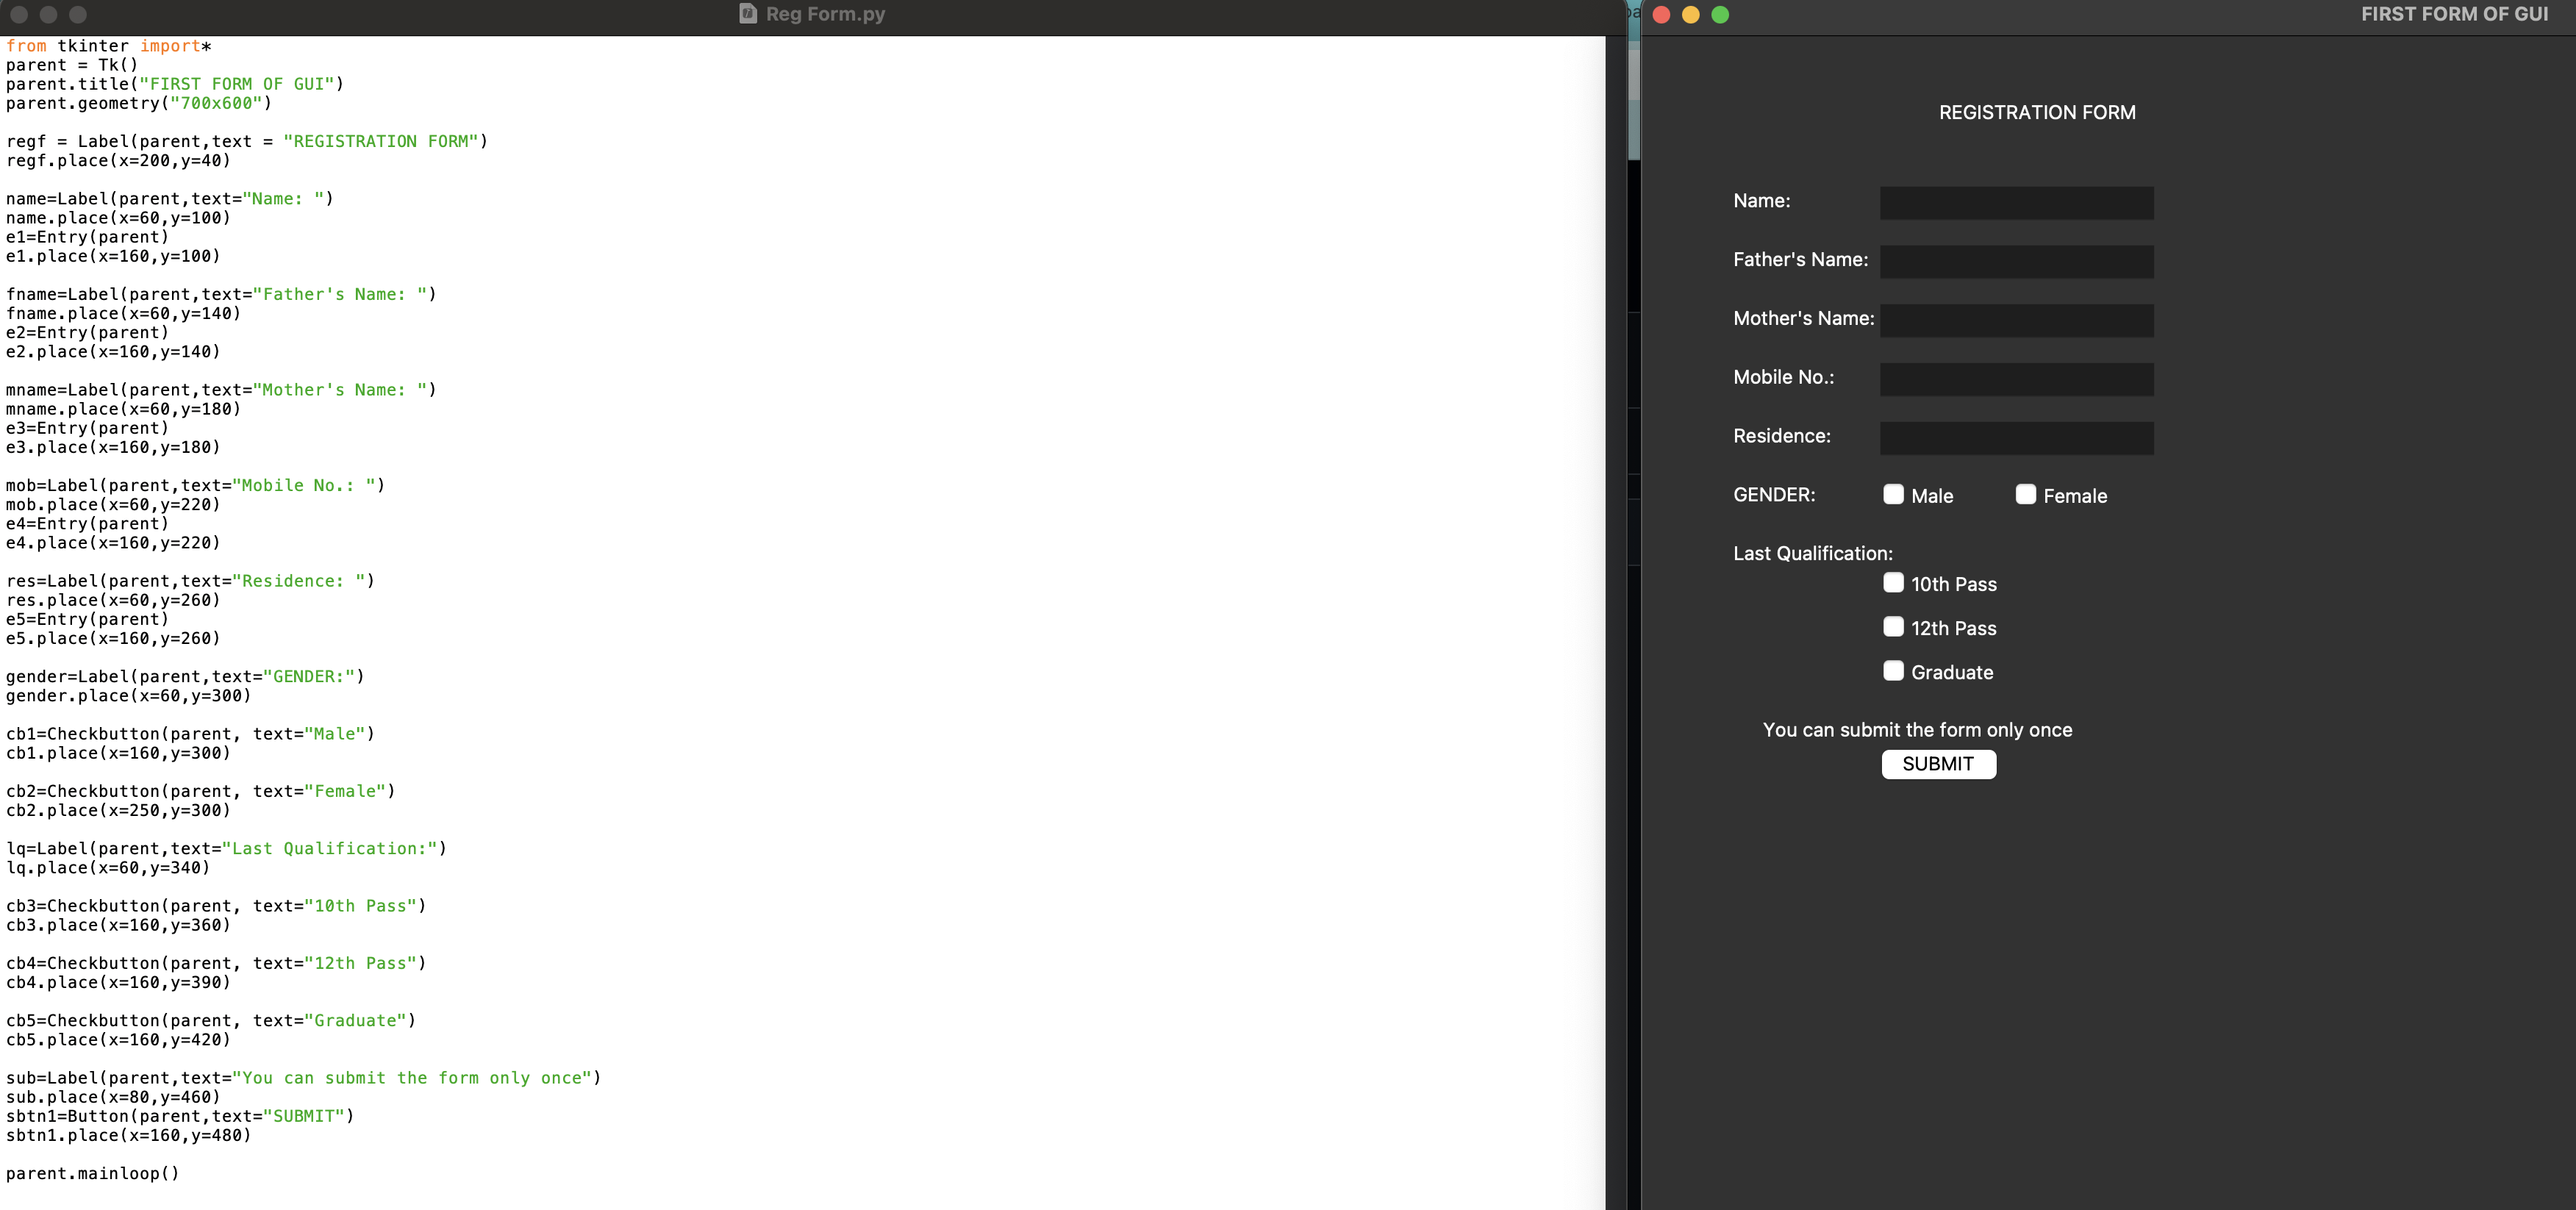 Reg Form.py
from tkinter import*
parent = Tk()
parent.title("FIRST FORM OF GUI")
parent.geometry("700x600")
regf = Label(parent,text = "REGISTRATION FORM")
regf.place(x=200,y=40)
name=Label(parent,text="Name: ")
name.place(x=60,y=100)
e1=Entry(parent)
e1.place(x=160,y=100)
fname=Label(parent,text="Father's Name: ")
fname.place(x=60,y=140)
e2=Entry(parent)
e2.place(x=160,y=140)
mname=Label(parent,text="Mother's Name: ")
mname.place(x=60,y=180)
e3=Entry(parent)
e3.place(x=160,y=180)
mob=Label(parent,text="Mobile No.: ")
mob.place(x=60,y=220)
e4=Entry(parent)
e4.place(x=160,y=220)
res=Label(parent,text="Residence: ")
res.place(x=60,y=260)
e5=Entry(parent)
e5.place(x=160,y=260)
gender=Label(parent,text="GENDER:")
gender.place(x=60,y=300)
cb1=Checkbutton(parent, text="Male")
cb1.place(x=160,y=300)
cb2=Checkbutton(parent, text="Female")
cb2.place(x=250,y=300)
lq=Label(parent,text="Last Qualification:")
lq.place(x=60,y=340)
cb3=Checkbutton(parent, text="10th Pass")
cb3.place(x=160,y=360)
cb4=Checkbutton(parent, text="12th Pass")
cb4.place(x=160,y=390)
cb5=Checkbutton(parent, text="Graduate")
cb5.place(x=160,y=420)
sub=Label(parent,text="You can submit the form only once")
sub.place(x=80,y=460)
sbtn1=Button(parent,text="SUBMIT")
sbtn1.place(x=160,y=480)
parent.mainloop()
FIRST FORM OF GUI
REGISTRATION FORM
Name:
Father's Name:
Mother's Name:
Mobile No.:
Residence:
GENDER: Male Female
Last Qualification:
10th Pass
12th Pass
Graduate
You can submit the form only once
SUBMIT